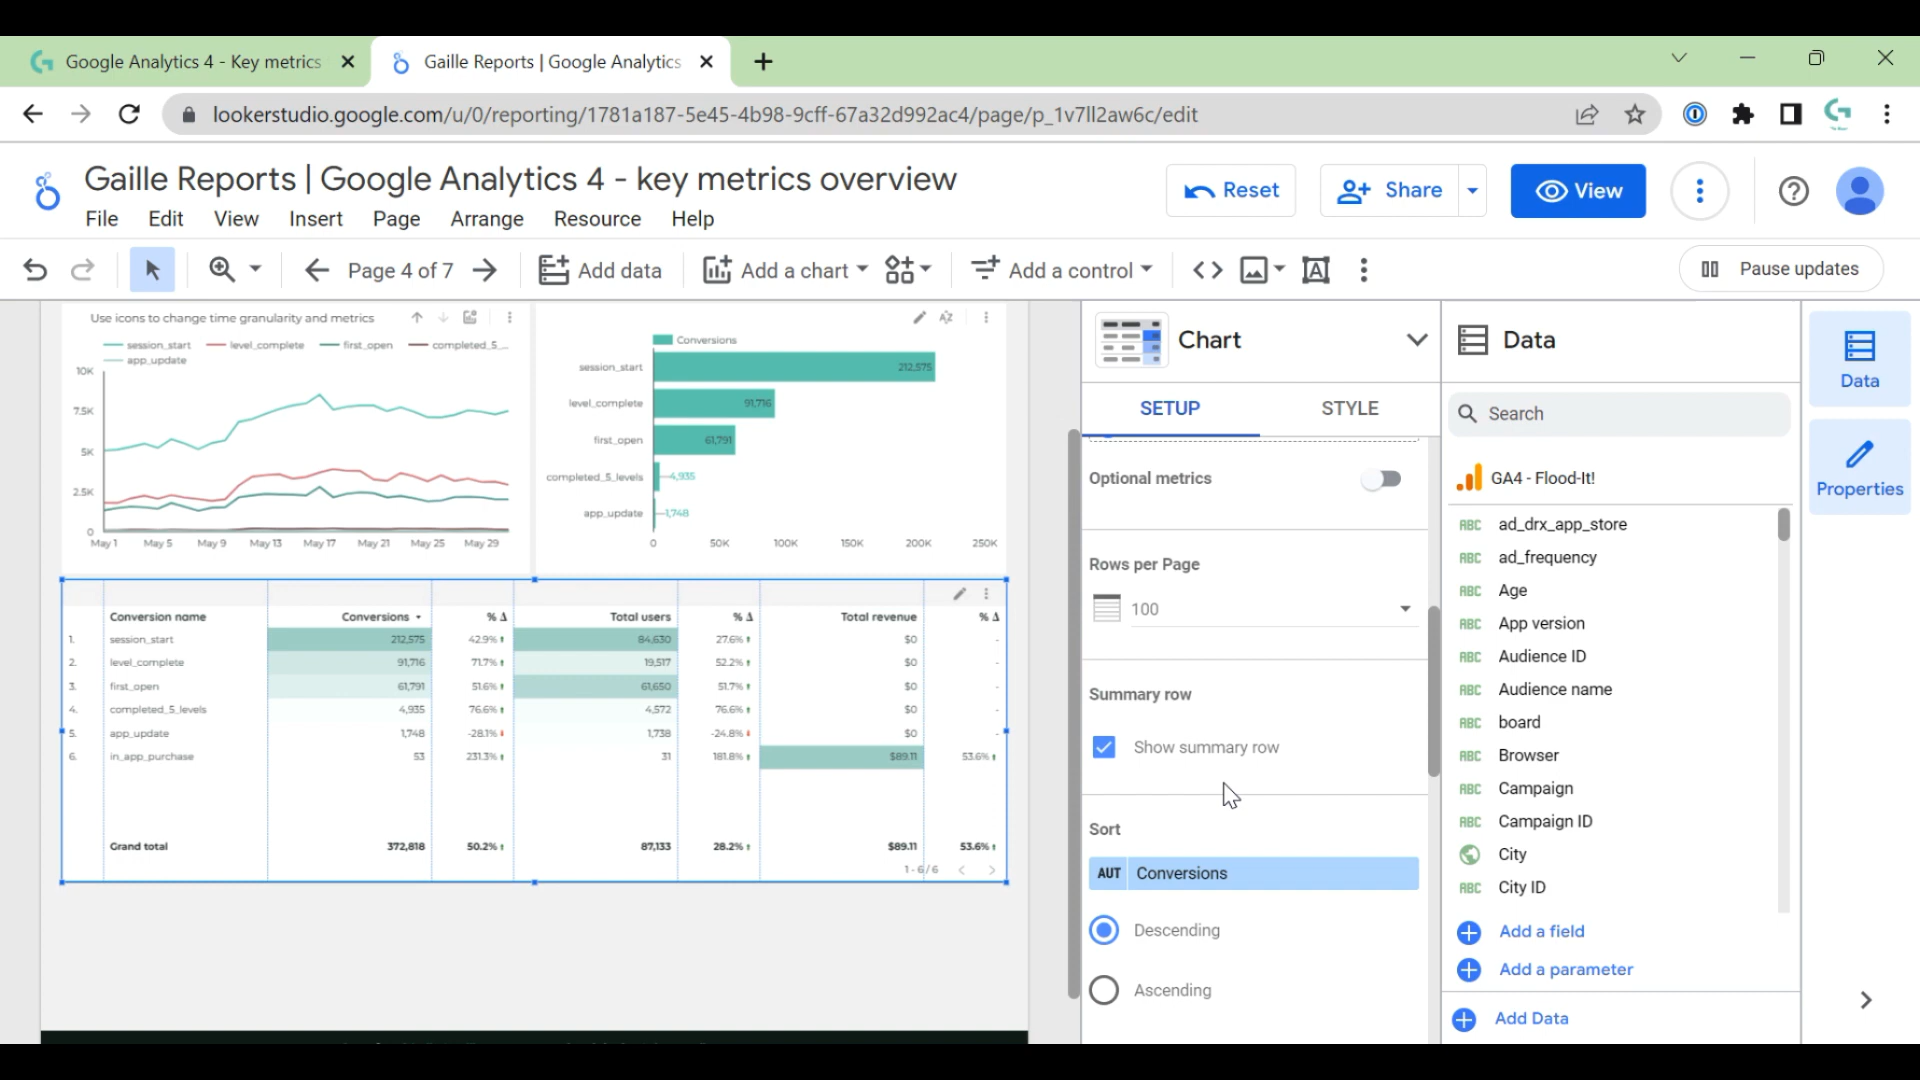 Google Analytics 4 - Key metrics
Gaille Reports | Google Analytics
lookerstudio.google.com/u/0/reporting/1781a187-5e45-4b98-9cff-67a32d992ac4/page/p_1v7ll2aw6c/edit
Gaille Reports | Google Analytics 4 - key metrics overview
File Edit View Insert Page Arrange Resource Help
Reset
Share
View
Page 4 of 7
Add data
Add a chart
Add a control
Pause updates
Use icons to change time granularity and metrics
session_start level_complete first_open completed_5_...
app_update
10K
7.5K
5K
2.5K
0
May 1 May 5 May 9 May 13 May 17 May 21 May 25 May 29
Conversions
session_start 212,575
level_complete 91,716
first_open 61,791
completed_5_levels 4,935
app_update 1,748
0 50K 100K 150K 200K 250K
Conversion name Conversions % Δ Total users % Δ Total revenue % Δ
1. session_start 212,575 42.9% 84,630 27.6% $0 -
2. level_complete 91,716 71.7% 19,517 52.2% $0 -
3. first_open 61,791 51.6% 61,650 51.7% $0 -
4. completed_5_levels 4,935 76.6% 4,572 76.6% $0 -
5. app_update 1,748 -28.1% 1,738 -24.8% $0 -
6. in_app_purchase 53 231.3% 31 181.8% $89.11 53.6%
Grand total 372,818 50.2% 87,133 28.2% $89.11 53.6%
1 - 6 / 6
Chart
SETUP STYLE
Optional metrics
Rows per Page
100
Summary row
Show summary row
Sort
AUT Conversions
Descending
Ascending
Data
Search
GA4 - Flood-It!
ABC ad_drx_app_store
ABC ad_frequency
ABC Age
ABC App version
ABC Audience ID
ABC Audience name
ABC board
ABC Browser
ABC Campaign
ABC Campaign ID
City
ABC City ID
Add a field
Add a parameter
Add Data
Data
Properties